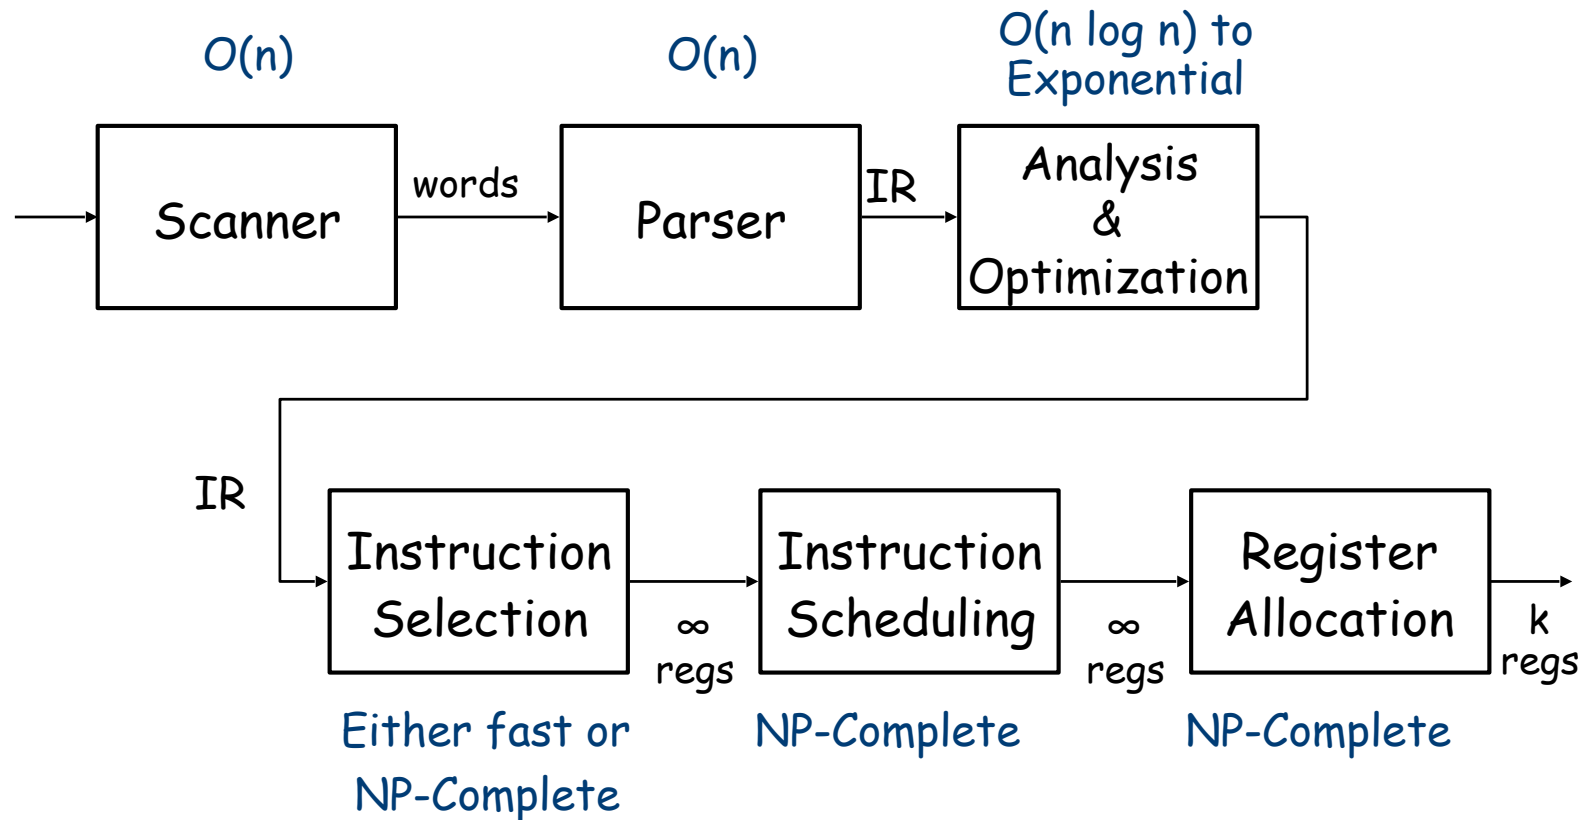 O(n)
O(n)
O(n log n) to
Exponential
Scanner
words
Parser
IR
Analysis
&
Optimization
IR
Instruction
Selection
∞
regs
Instruction
Scheduling
∞
regs
Register
Allocation
k
regs
Either fast or
NP-Complete
NP-Complete
NP-Complete